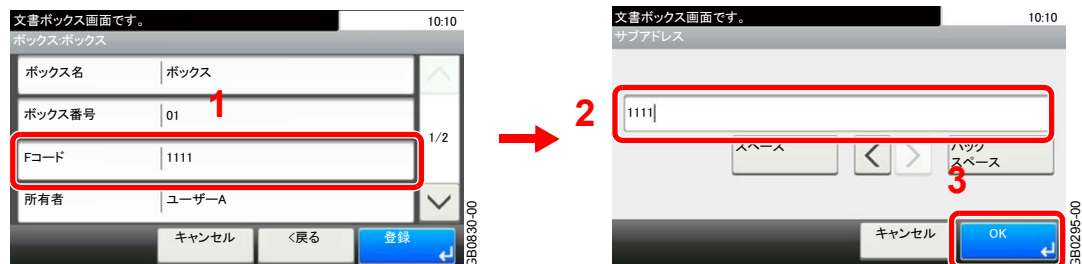 文書ボックス画面です。
10:10
ボックス:ボックス
ボックス名
ボックス
ボックス番号
01
1
Fコード
1111
1/2
所有者
ユーザーA
キャンセル
<戻る
登録
GB0830-00
文書ボックス画面です。
10:10
サブアドレス
2
1111
スペース
<
>
バック
スペース
3
キャンセル
OK
GB0295-00